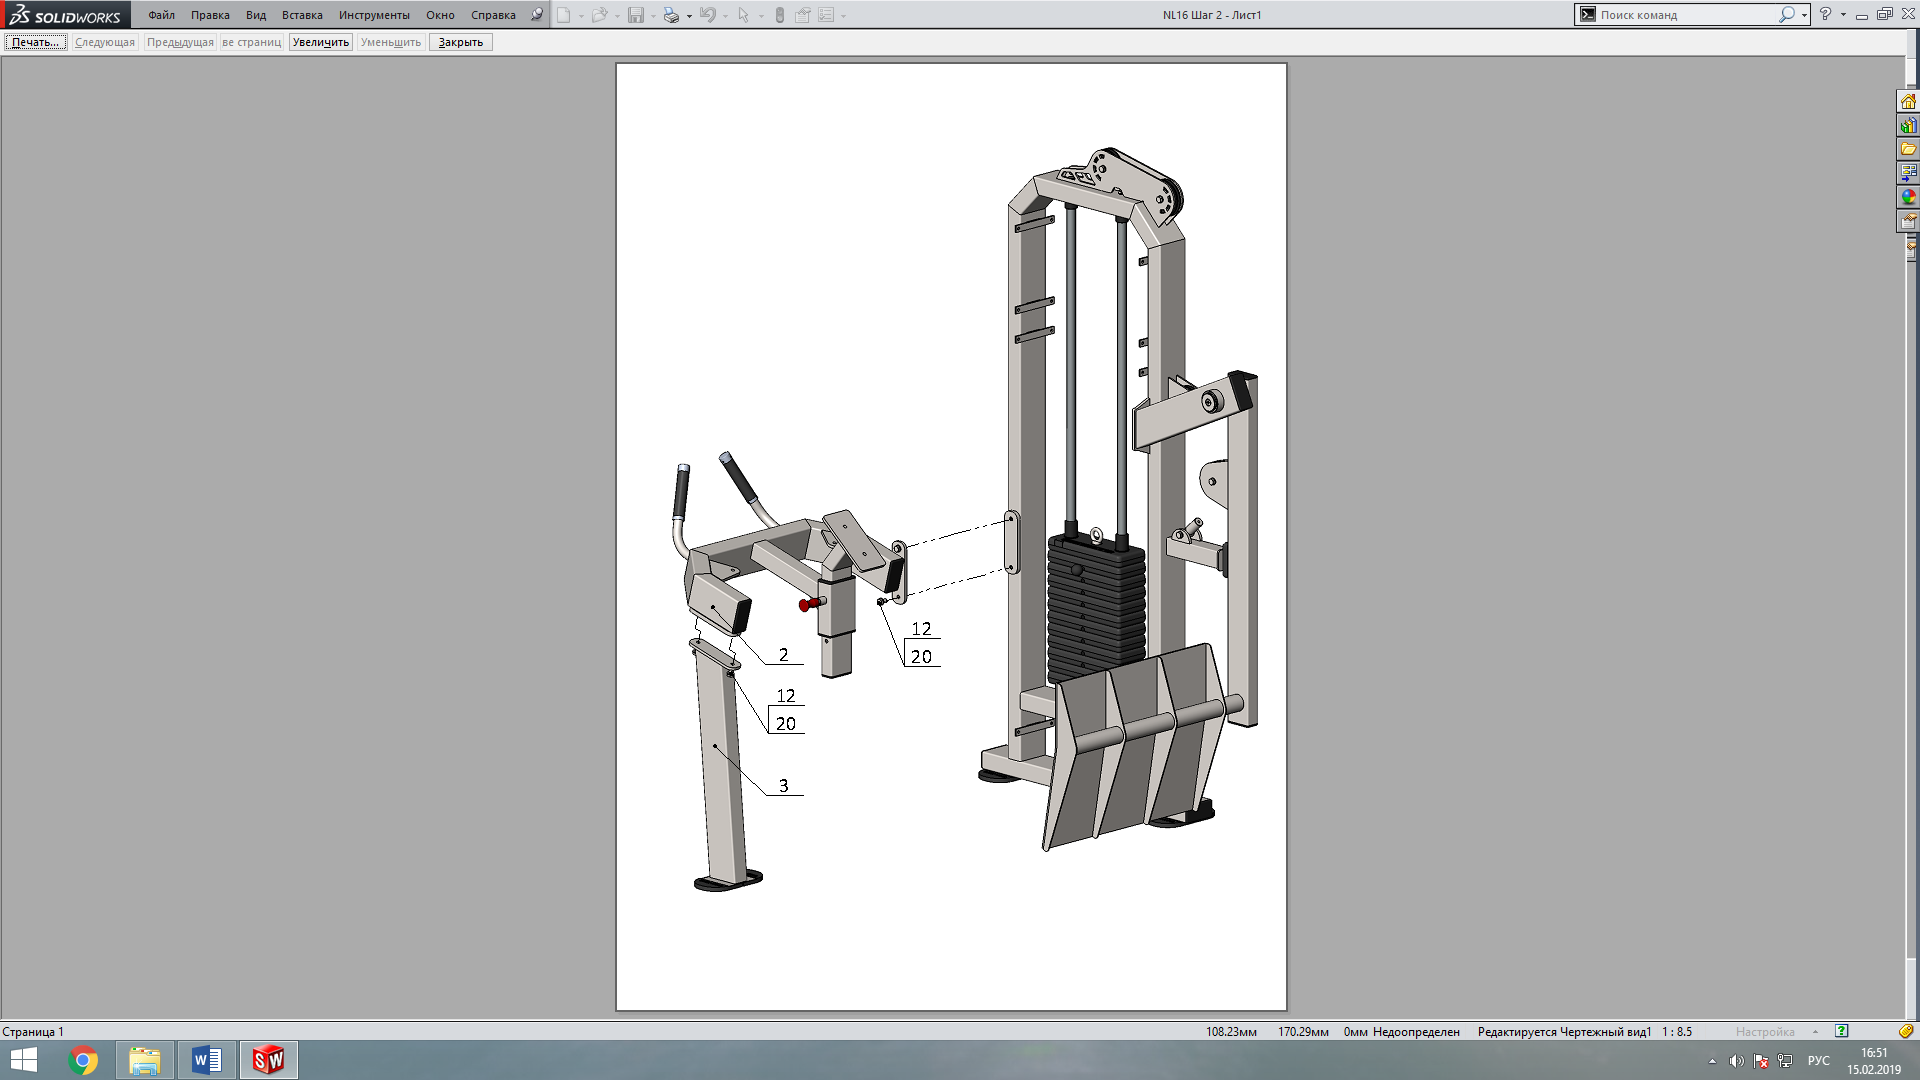 SOLIDWORKS Файл Правка Вид Вставка Инструменты Окно Справка NL16 Шаг 2 - Лист1 Поиск команд ?
Печать... Следующая Предыдущая ве страниц Увеличить Уменьшить Закрыть
12
20
2
12
20
3
Страница 1 108.23мм 170.29мм 0мм Недоопределен Редактируется Чертежный вид1 1 : 8.5 Настройка ?
W SW РУС 16:51
15.02.2019